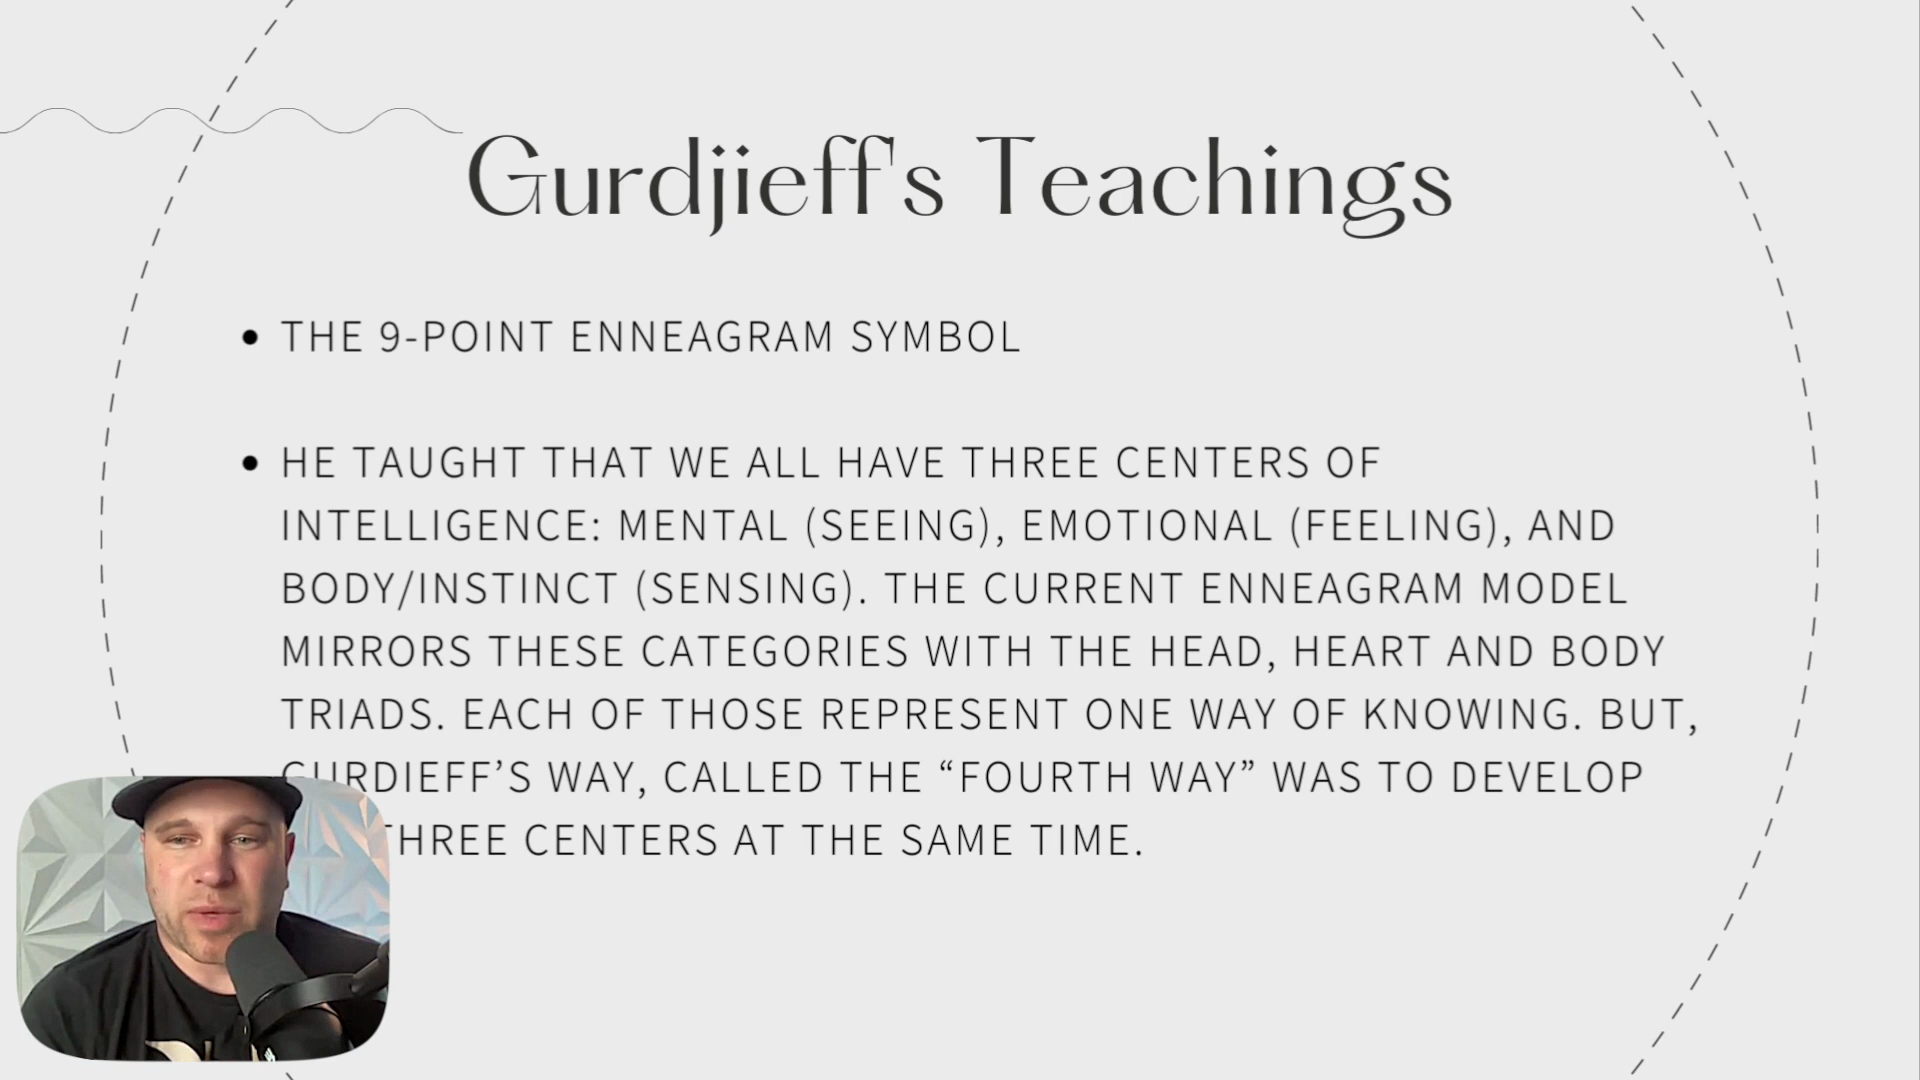 Gurdjieff's Teachings
• THE 9-POINT ENNEAGRAM SYMBOL
• HE TAUGHT THAT WE ALL HAVE THREE CENTERS OF
INTELLIGENCE: MENTAL (SEEING), EMOTIONAL (FEELING), AND
BODY/INSTINCT (SENSING). THE CURRENT ENNEAGRAM MODEL
MIRRORS THESE CATEGORIES WITH THE HEAD, HEART AND BODY
TRIADS. EACH OF THOSE REPRESENT ONE WAY OF KNOWING. BUT,
GURDIEFF’S WAY, CALLED THE “FOURTH WAY” WAS TO DEVELOP
THREE CENTERS AT THE SAME TIME.